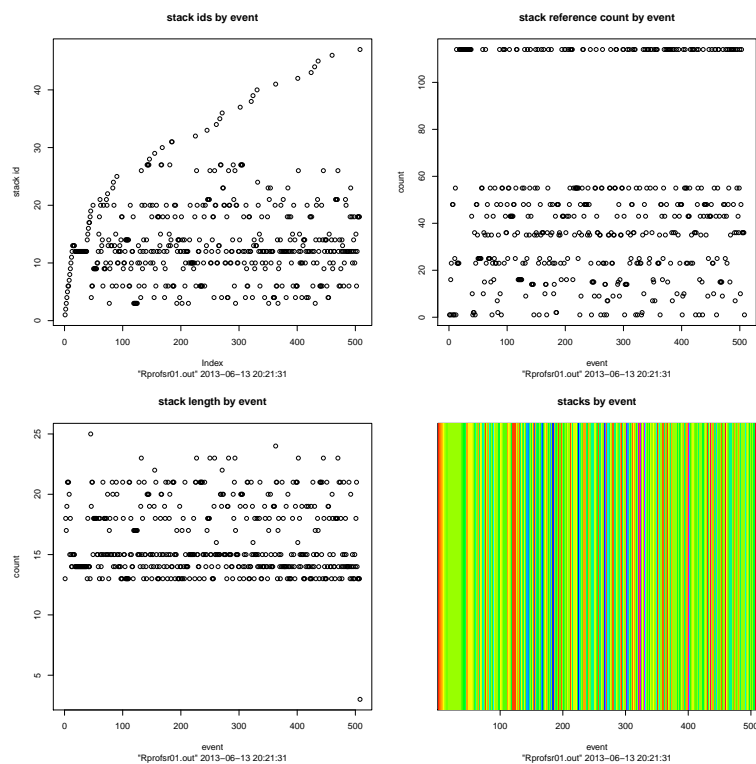 stack ids by event
stack id
0
10
20
30
40
0
100
200
300
400
500
Index
"Rprofsr01.out" 2013−06−13 20:21:31
stack reference count by event
count
0
20
40
60
80
100
0
100
200
300
400
500
event
"Rprofsr01.out" 2013−06−13 20:21:31
stack length by event
count
5
10
15
20
25
0
100
200
300
400
500
event
"Rprofsr01.out" 2013−06−13 20:21:31
stacks by event
0
100
200
300
400
500
event
"Rprofsr01.out" 2013−06−13 20:21:31